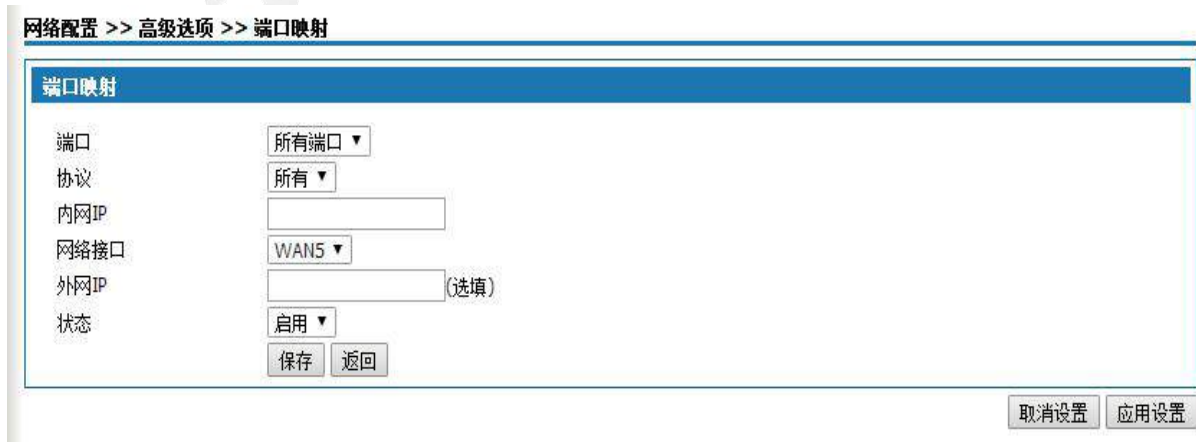 网络配置 >> 高级选项 >> 端口映射
端口映射
端口 所有端口
协议 所有
内网IP
网络接口 WAN5
外网IP (选填)
状态 启用
保存 返回
取消设置 应用设置